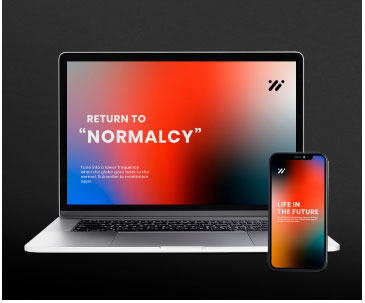 RETURN TO
“NORMALCY”
Tune into a lower frequency
when the globe goes back to the
normal. Subscribe to meditation
apps.
LIFE IN
THE FUTURE